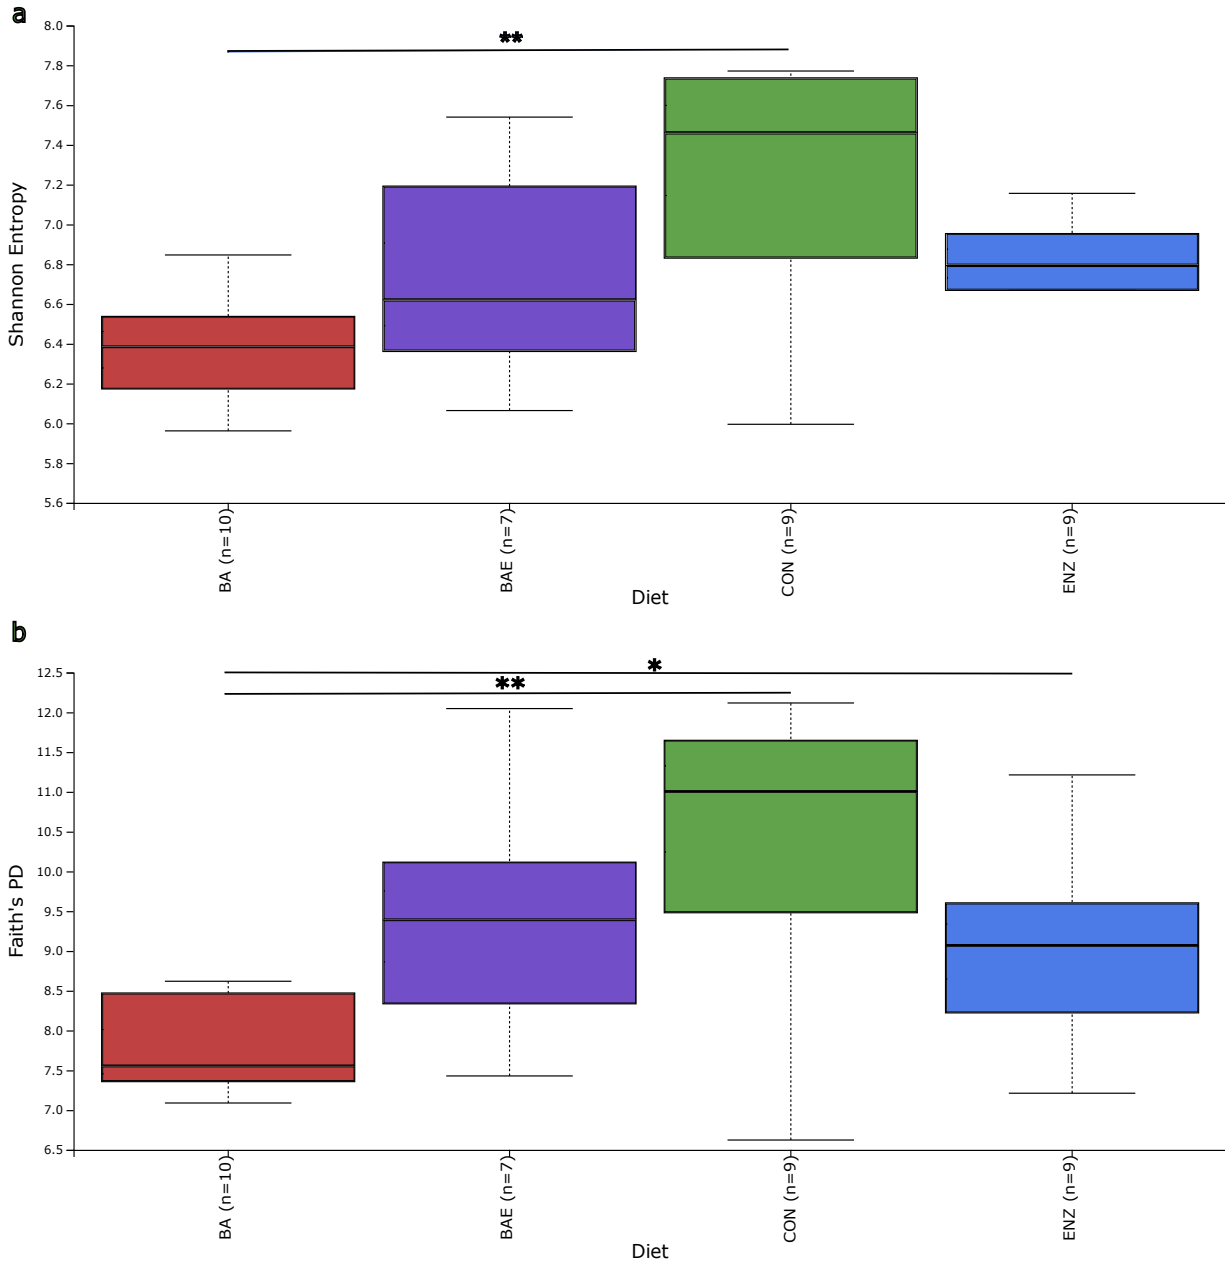 a
**
8.0
7.8
7.6
7.4
7.2
7.0
6.8
6.6
6.4
6.2
6.0
5.8
5.6
Shannon Entropy
BA (n=10)
BAE (n=7)
CON (n=9)
ENZ (n=9)
Diet
b
*
**
12.5
12.0
11.5
11.0
10.5
10.0
9.5
9.0
8.5
8.0
7.5
7.0
6.5
Faith's PD
BA (n=10)
BAE (n=7)
CON (n=9)
ENZ (n=9)
Diet